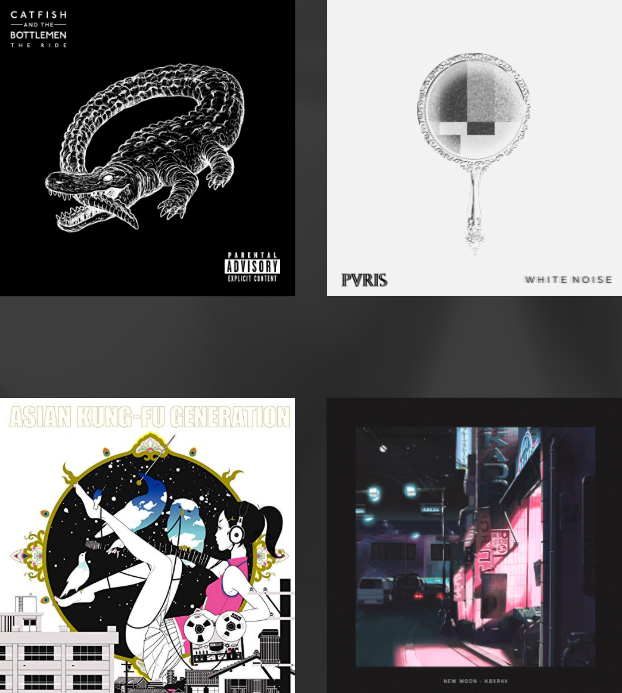 CATFISH
AND THE
BOTTLEMEN
THE RIDE
PARENTAL
ADVISORY
EXPLICIT CONTENT
PVRIS
WHITE NOISE
ASIAN KUNG-FU GENERATION
NEW MOON - NBXRAV